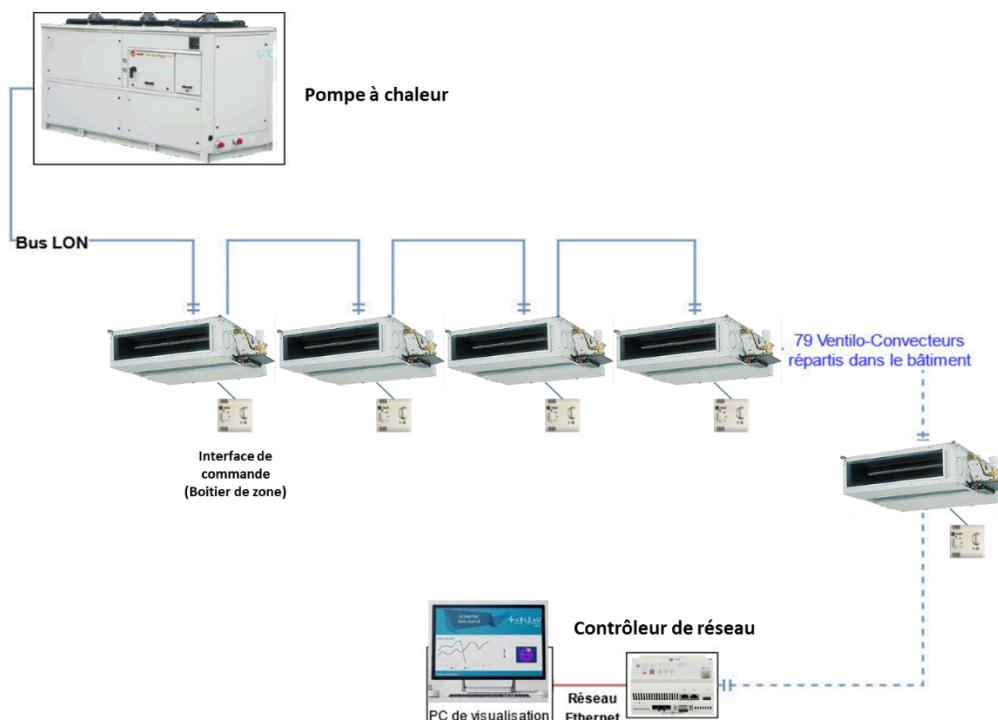 Pompe à chaleur
Bus LON
79 Ventilo-Convecteurs
répartis dans le bâtiment
Interface de
commande
(Boitier de zone)
Contrôleur de réseau
Réseau
Ethernet
PC de visualisation